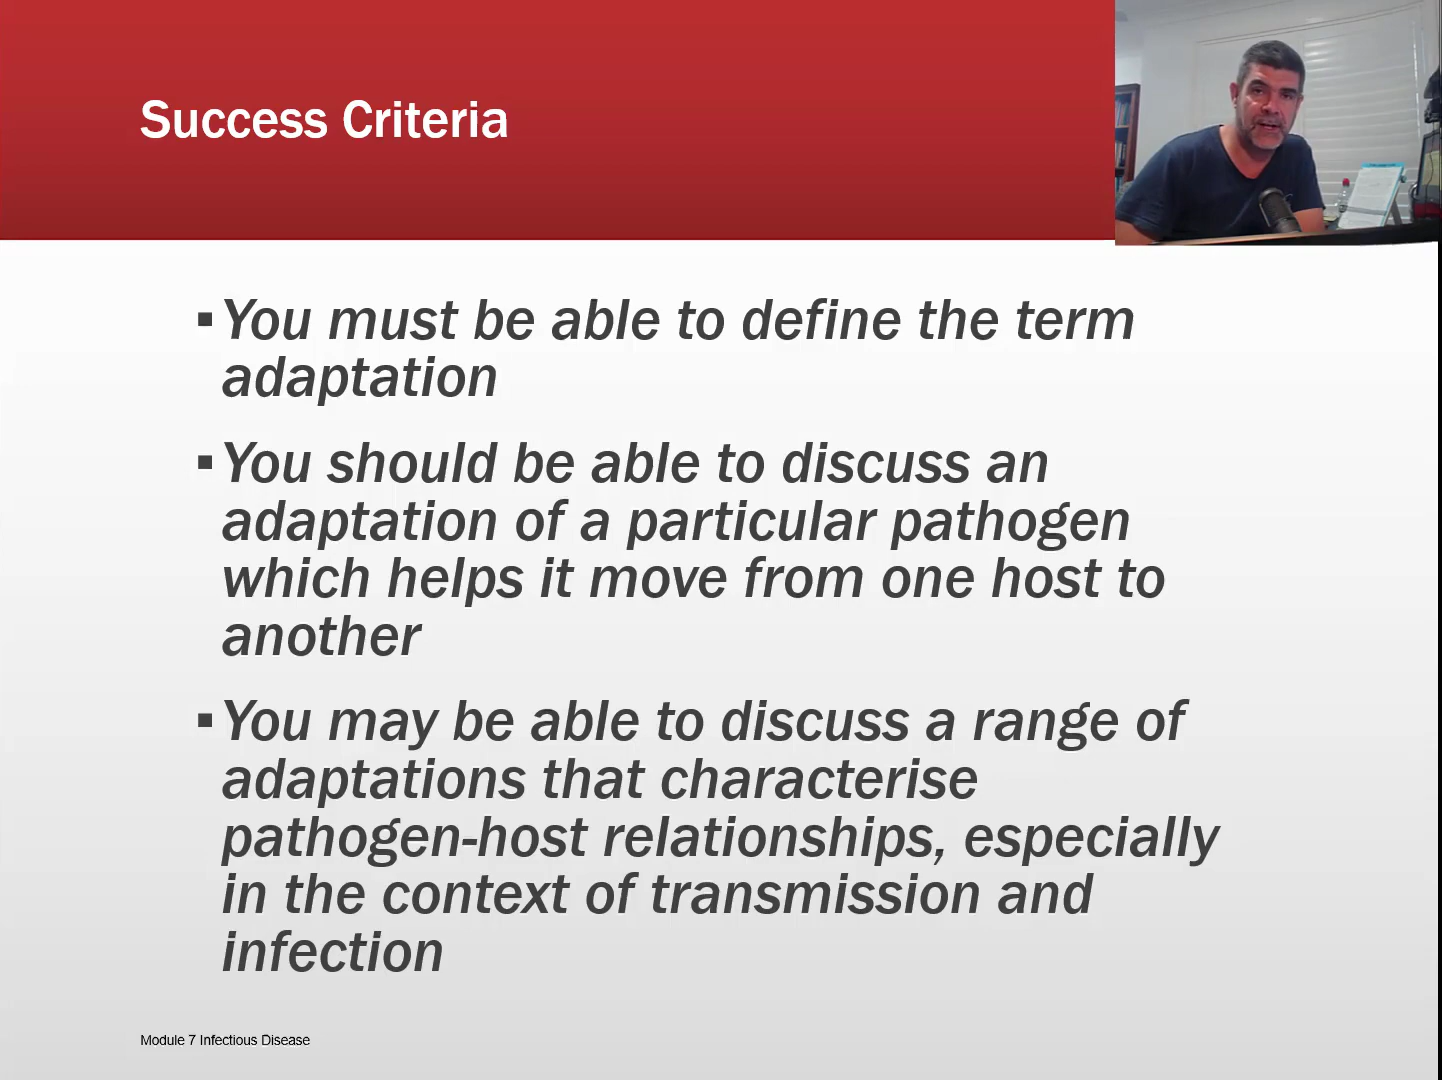 Success Criteria
▪You must be able to define the term
adaptation
▪You should be able to discuss an
adaptation of a particular pathogen
which helps it move from one host to
another
▪You may be able to discuss a range of
adaptations that characterise
pathogen-host relationships, especially
in the context of transmission and
infection
Module 7 Infectious Disease